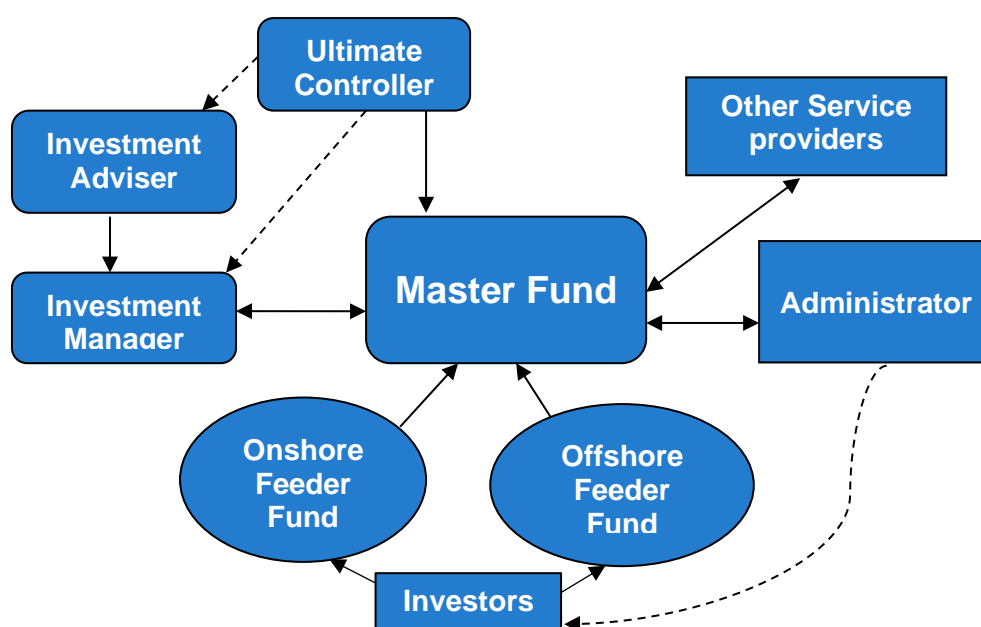 Ultimate
Controller
Other Service
providers
Investment
Adviser
Master Fund
Administrator
Investment
Manager
Onshore
Feeder
Fund
Offshore
Feeder
Fund
Investors